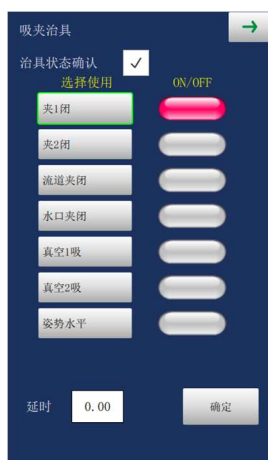 吸夹治具
治具状态确认
选择使用 ON/OFF
夹1闭
夹2闭
流道夹闭
水口夹闭
真空1吸
真空2吸
姿势水平
延时 0.00 确定